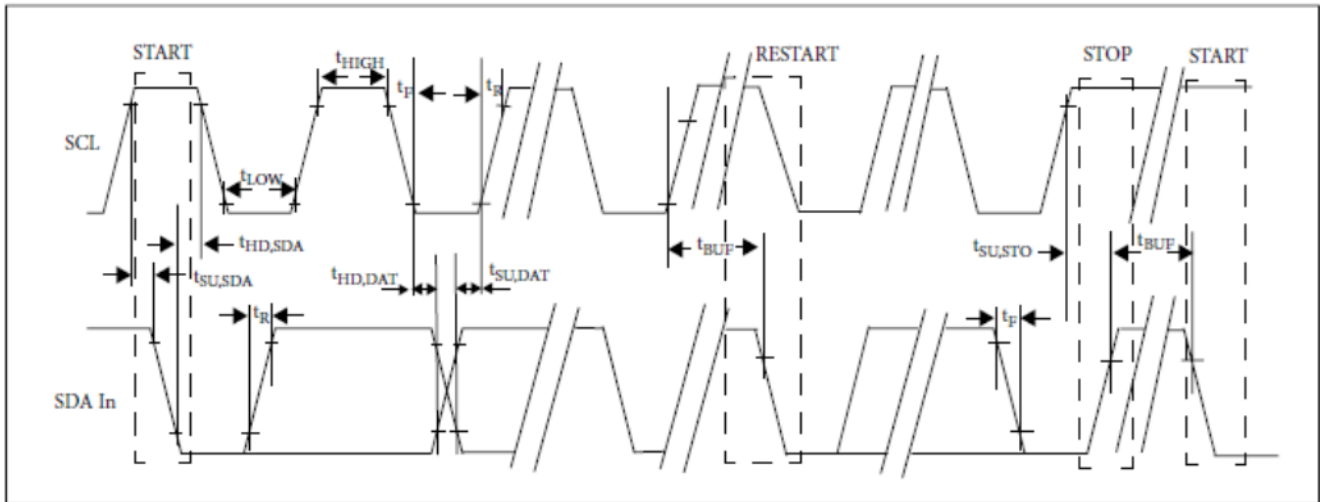 START
RESTART
STOP
START
tHIGH
tF
tR
SCL
tLOW
tHD,SDA
tBUF
tSU,STO
tBUF
tSU,SDA
tHD,DAT
tSU,DAT
tR
tF
SDA In